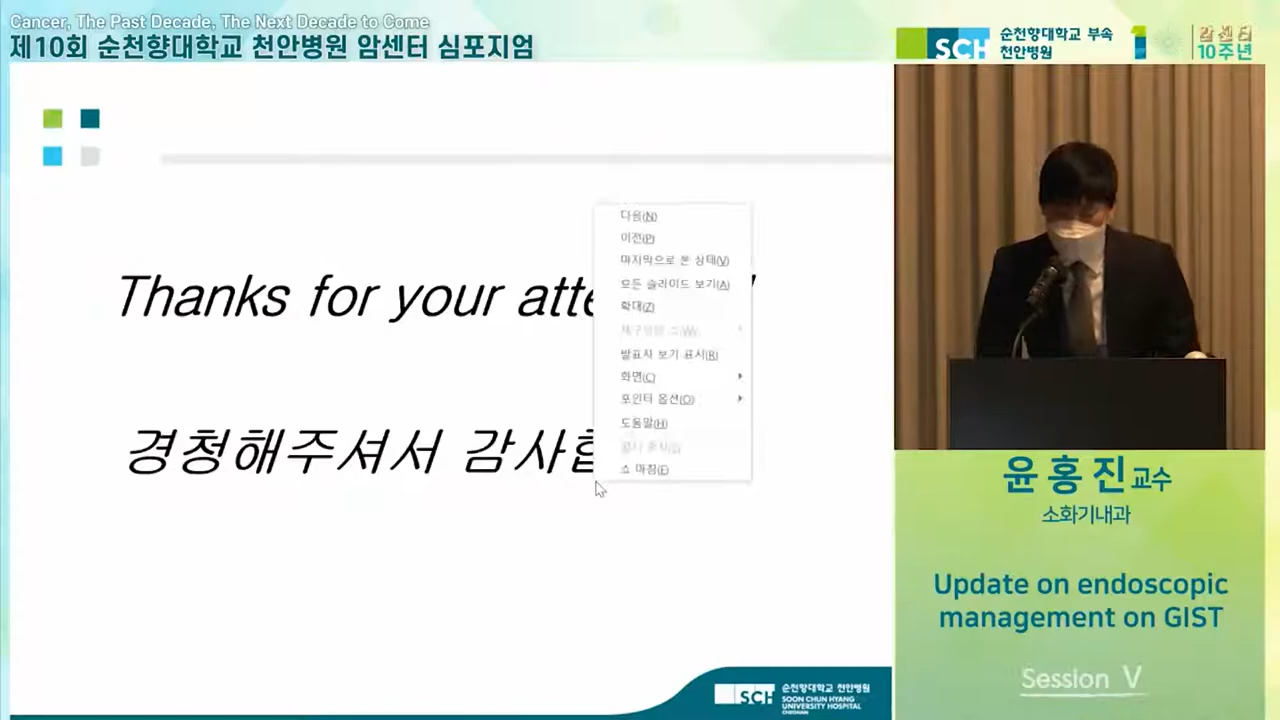 Cancer, The Past Decade, The Next Decade to Come
제10회 순천향대학교 천안병원 암센터 심포지엄
SCH
순천향대학교 부속
천안병원
암센터
10주년
Thanks for your atte
경청해주셔서 감사합
다음(N)
이전(P)
마지막으로 본 상태(V)
모든 슬라이드 보기(A)
확대(Z)
발표자 보기 표시(R)
화면(C)
포인터 옵션(O)
도움말(H)
쇼 마침(E)
윤홍진 교수
소화기내과
Update on endoscopic
management on GIST
Session V
SCH
순천향대학교 천안병원
SOON CHUN HYANG
UNIVERSITY HOSPITAL
CHEONAN